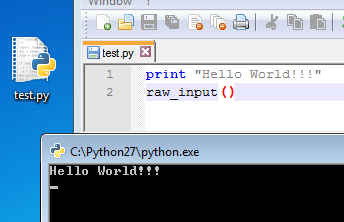 Window ?
test.py
test.py
1 print "Hello World!!!"
2 raw_input()
C:\Python27\python.exe
Hello World!!!